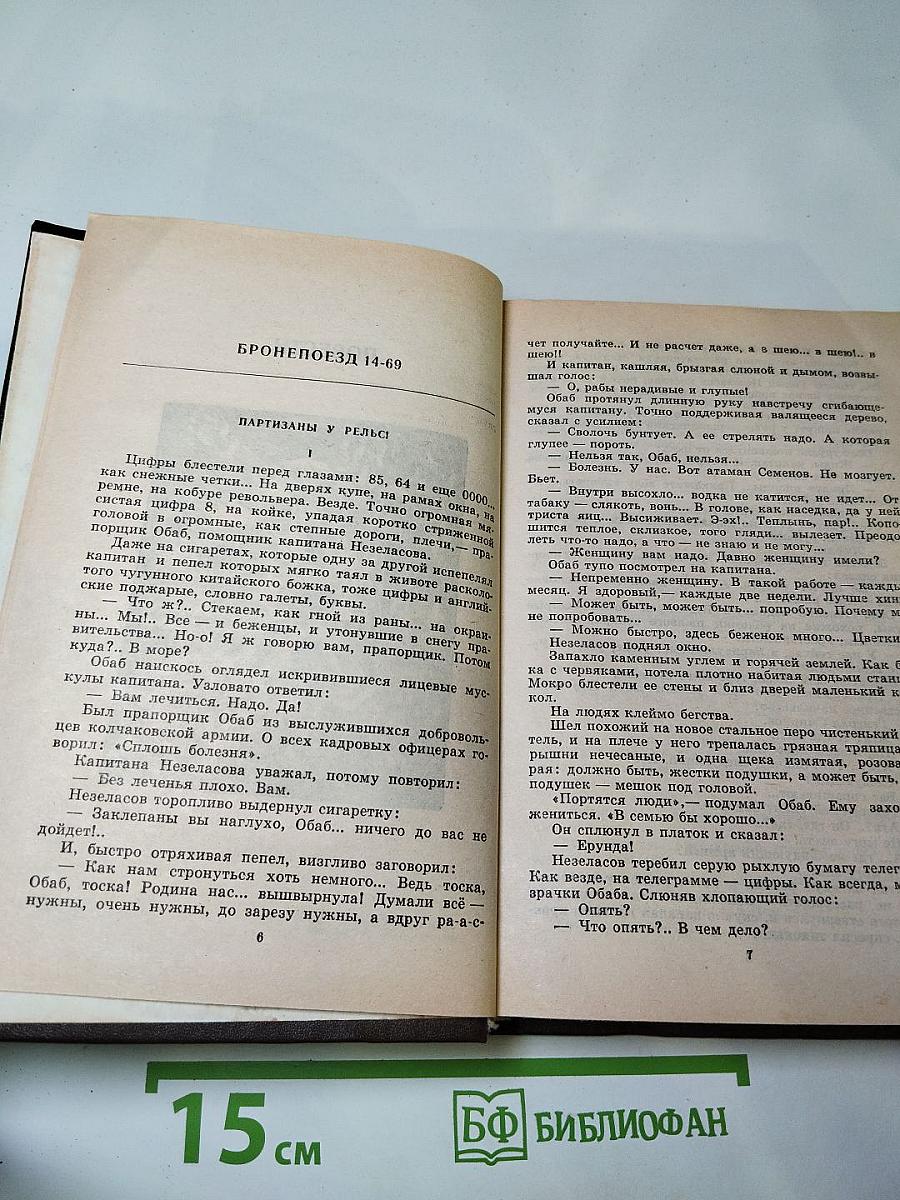 БРОНЕПОЕЗД 14-69
ПАРТИЗАНЫ У РЕЛЬС!
I
Цифры блестели перед глазами: 85, 64 и еще 0000...
как снежные четки... На дверях купе, на рамах окна, на
ремне, на кобуре револьвера. Везде. Точно огромная мя-
систая цифра 8, на койке, упадая коротко стриженной
головой в огромные, как степные дороги, плечи,— пра-
порщик Обаб, помощник капитана Незеласова.
Даже на сигаретах, которые одну за другой испепелял
капитан и пепел которых мягко таял в животе расколо-
того чугунного китайского божка, тоже цифры и англий-
ские поджарые, словно галеты, буквы.
— Что ж?.. Стекаем, как гной из раны... на окраи-
ны... Мы!.. Все — и беженцы, и утонувшие в снегу пра-
вительства... Но-о! Я ж говорю вам, прапорщик. Потом
куда?.. В море?
Обаб наискось оглядел искривившиеся лицевые мус-
кулы капитана. Узловато ответил:
— Вам лечиться. Надо. Да!
Был прапорщик Обаб из выслужившихся доброволь-
цев колчаковской армии. О всех кадровых офицерах го-
ворил: «Сплошь болезня».
Капитана Незеласова уважал, потому повторил:
— Без леченья плохо. Вам.
Незеласов торопливо выдернул сигаретку:
— Заклепаны вы наглухо, Обаб... ничего до вас не
дойдет!..
И, быстро отряхивая пепел, визгливо заговорил:
— Как нам стронуться хоть немного... Ведь тоска,
Обаб, тоска! Родина нас... вышвырнула! Думали всё —
нужны, очень нужны, до зарезу нужны, а вдруг ра-а-с-
6
чет получайте... И не расчет даже, а в шею... в шею!.. в
шею!!
И капитан, кашляя, брызгая слюной и дымом, возвы-
шал голос:
— О, рабы нерадивые и глупые!
Обаб протянул длинную руку навстречу сгибающе-
муся капитану. Точно поддерживая валящееся дерево,
сказал с усилием:
— Сволочь бунтует. А ее стрелять надо. А которая
глупее — пороть.
— Нельзя так, Обаб, нельзя...
— Болезнь. У нас. Вот атаман Семенов. Не мозгует.
Бьет.
— Внутри высохло... водка не катится, не идет... От
табаку — слякоть, вонь... В голове, как наседка, да у ней
триста яиц... Высиживает. Э-эх!.. Теплынь, пар!.. Копо-
шится теплое, склизкое, того гляди... вылезет. Преодо
леть что-то надо, а что — не знаю и не могу...
— Женщину вам надо. Давно женщину имели?
Обаб тупо посмотрел на капитана.
— Непременно женщину. В такой работе — кажды
месяц. Я здоровый,— каждые две недели. Лучше хин
— Может быть, может быть... попробую. Почему м
не попробовать...
— Можно быстро, здесь беженок много... Цветки
Незеласов поднял окно.
Запахло каменным углем и горячей землей. Как б
ка с червяками, потела плотно набитая людьми стан
Мокро блестели ее стены и близ дверей маленький к
кол.
На людях клеймо бегства.
Шел похожий на новое стальное перо чистенький
тель, и на плече у него трепалась грязная тряпица
рышни нечесаные, и одна щека измятая, розова
рая: должно быть, жестки подушки, а может быть,
подушек — мешок под головой.
«Портятся люди»,— подумал Обаб. Ему захо
жениться. «В семью бы хорошо...»
Он сплюнул в платок и сказал:
— Ерунда!
Незеласов теребил серую рыхлую бумагу телег
Как везде, на телеграмме — цифры. Как всегда, м
врачки Обаба. Слюняв хлопающий голос:
— Опять?
— Что опять?.. В чем дело?
7
15 см
БФ БИБЛИОФАН